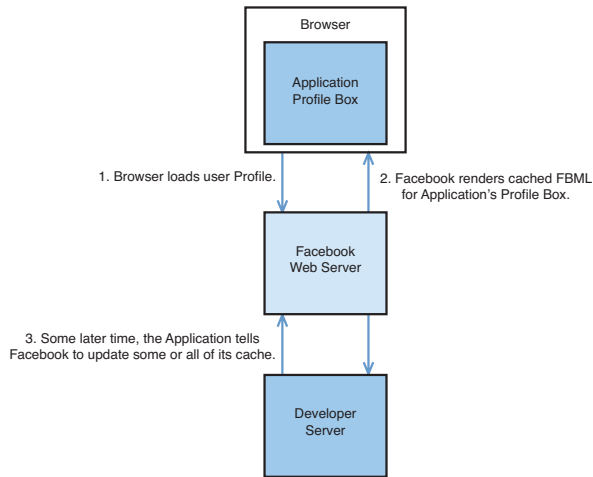 Browser
Application
Profile Box
1. Browser loads user Profile.
2. Facebook renders cached FBML
for Application’s Profile Box.
Facebook
Web Server
3. Some later time, the Application tells
Facebook to update some or all of its cache.
Developer
Server